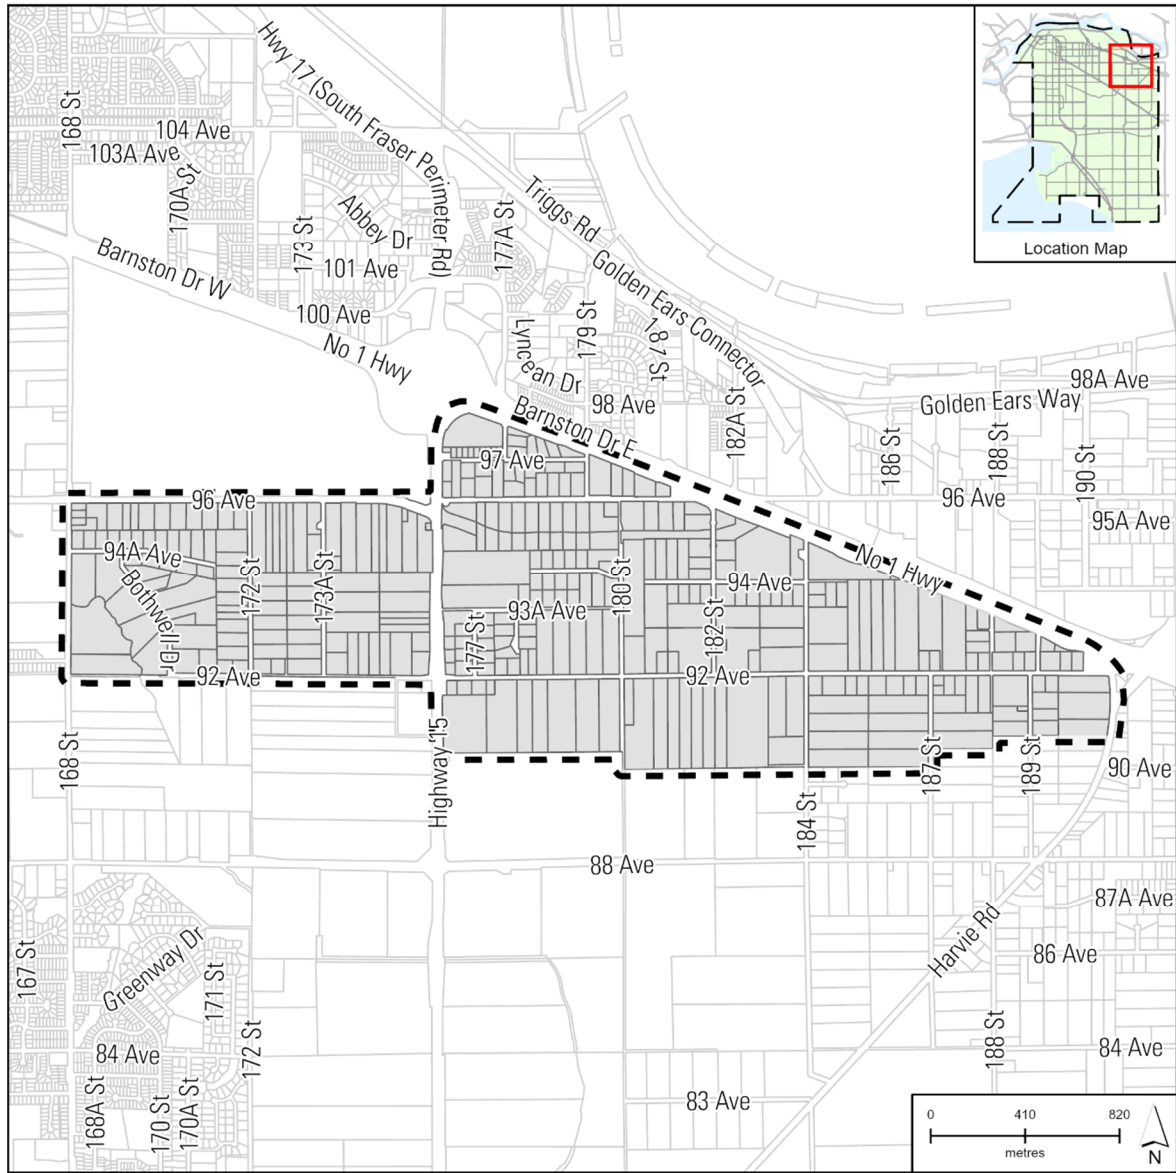 Hwy 17 (South Fraser Perimeter Rd)
168 St
104 Ave
103A Ave
170A St
Abbey Dr
173 St
101 Ave
177A St
Triggs Rd
Golden Ears Connector
Location Map
Barnston Dr W
100 Ave
No 1 Hwy
Lyncean Dr
179 St
187 St
98 Ave
182A St
98A Ave
Golden Ears Way
Barnston Dr E
97 Ave
186 St
188 St
190 St
96 Ave
96 Ave
95A Ave
94A Ave
Bothwell Dr
172 St
173A St
180 St
94 Ave
No 1 Hwy
93A Ave
177 St
182 St
92 Ave
92 Ave
168 St
Highway 15
187 St
189 St
90 Ave
184 St
88 Ave
87A Ave
Harvie Rd
86 Ave
167 St
Greenway Dr
171 St
172 St
188 St
84 Ave
84 Ave
168A St
170 St
170A St
83 Ave
0 410 820
metres
N